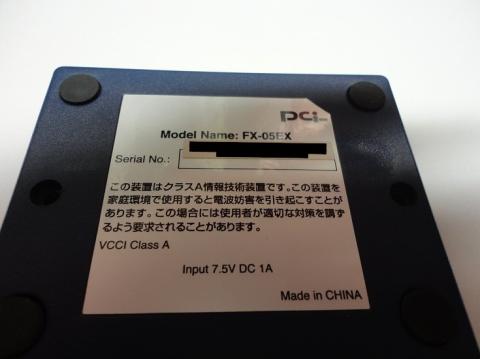 pci
Model Name: FX-05EX
Serial No.:
この装置はクラスA情報技術装置です。この装置を
家庭環境で使用すると電波妨害を引き起こすことが
あります。この場合には使用者が適切な対策を講ず
るよう要求されることがあります。
VCCI Class A
Input 7.5V DC 1A
Made in CHINA